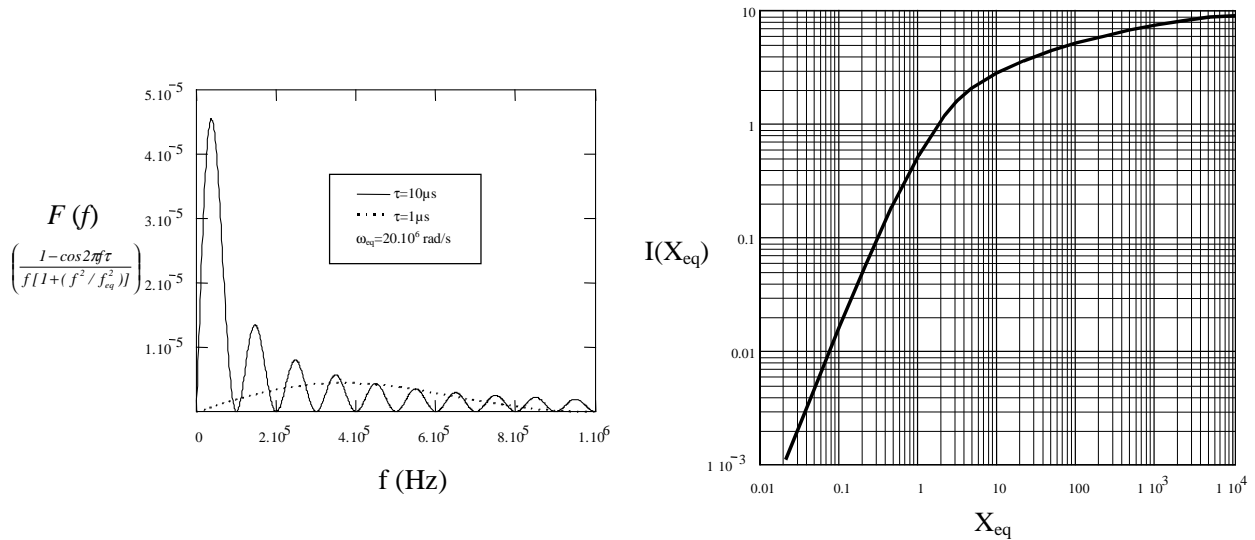 5.10⁻⁵
4.10⁻⁵
3.10⁻⁵
2.10⁻⁵
1.10⁻⁵
F (f)
(1−cos2πfτ / f[1+(f²/f²eq)])
τ=10μs
τ=1μs
ωeq=20.10⁶ rad/s
0 2.10⁵ 4.10⁵ 6.10⁵ 8.10⁵ 1.10⁶
f (Hz)
10
1
0.1
0.01
1 10⁻³
I(Xeq)
0.01 0.1 1 10 100 1 10³ 1 10⁴
Xeq